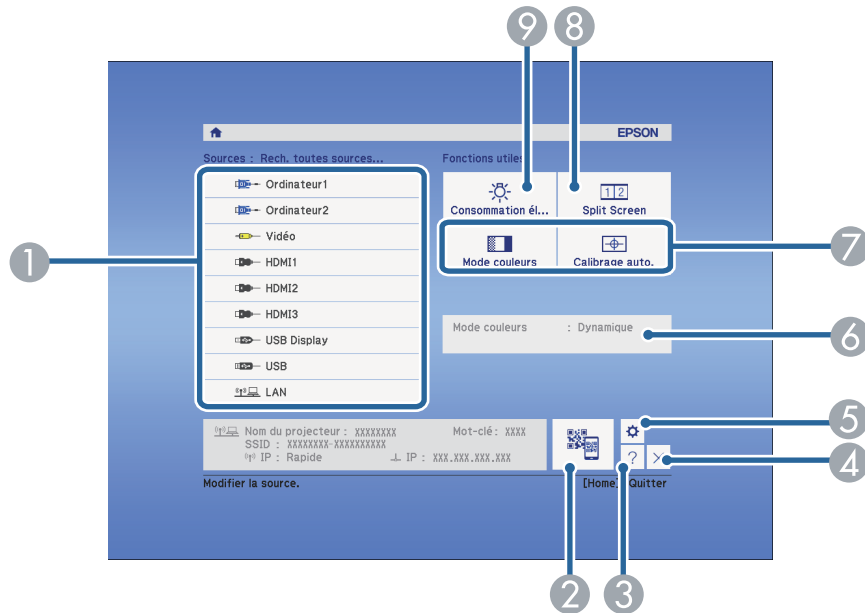 9 8
EPSON
Sources : Rech. toutes sources...
Fonctions utiles
Ordinateur1
Ordinateur2
Vidéo
HDMI1
HDMI2
HDMI3
USB Display
USB
LAN
1
Consommation él...
1 2
Split Screen
Mode couleurs
Calibrage auto.
7
Mode couleurs : Dynamique
6
Nom du projecteur : XXXXXXXX Mot-clé : XXXX
SSID : XXXXXXXX-XXXXXXXXXX
IP : Rapide IP : XXX.XXX.XXX.XXX
5
?
4
Modifier la source.
[Home] Quitter
2 3